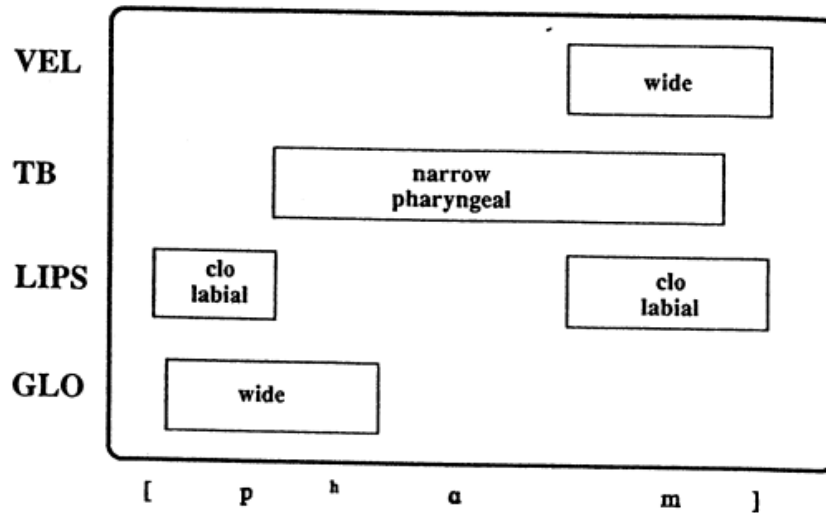 VEL
wide
TB
narrow
pharyngeal
LIPS
clo
labial
clo
labial
GLO
wide
[ p ʰ ɑ m ]